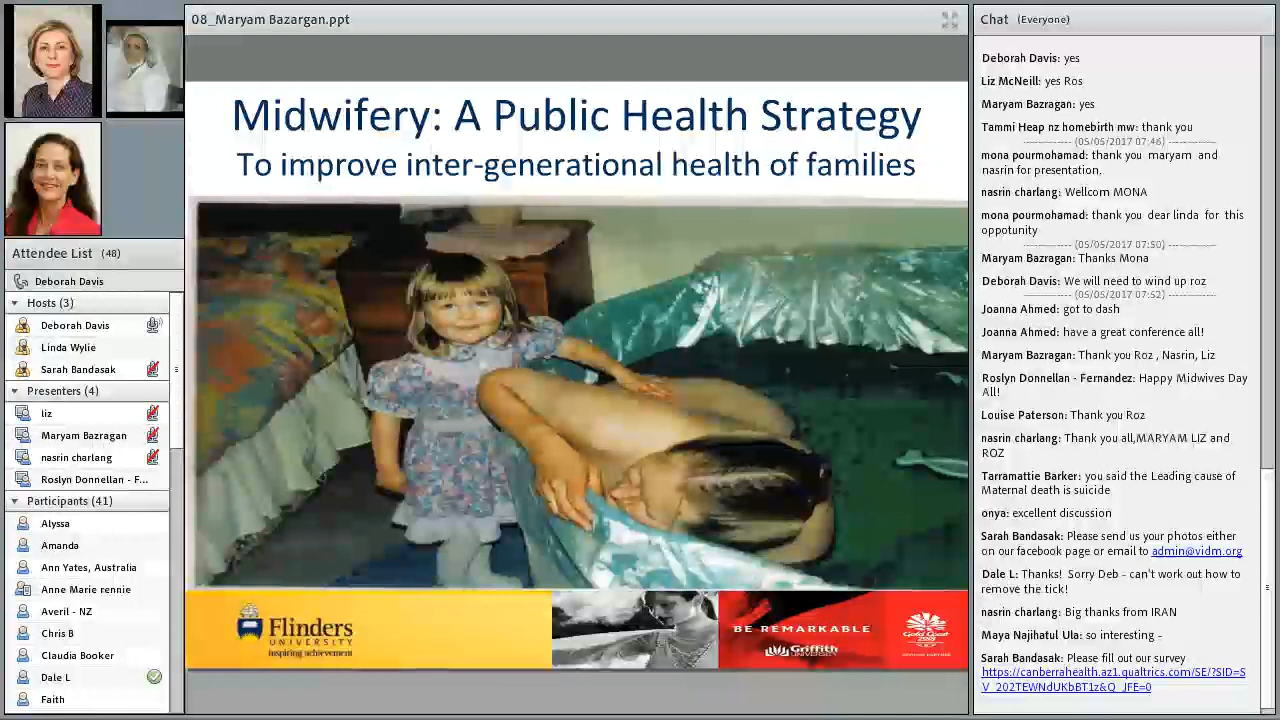 08_Maryam Bazargan.ppt
Midwifery: A Public Health Strategy
To improve inter-generational health of families
Flinders
UNIVERSITY
inspiring achievement
BE REMARKABLE
Griffith
UNIVERSITY
Attendee List (48)
Deborah Davis
Hosts (3)
Deborah Davis
Linda Wylie
Sarah Bandasak
Presenters (4)
liz
Maryam Bazragan
nasrin charlang
Roslyn Donnellan - F...
Participants (41)
Alyssa
Amanda
Ann Yates, Australia
Anne Marie rennie
Averil - NZ
Chris B
Claudia Booker
Dale L
Faith
Chat (Everyone)
Deborah Davis: yes
Liz McNeill: yes Ros
Maryam Bazragan: yes
Tammi Heap nz homebirth mw: thank you
(05/05/2017 07:46)
mona pourmohamad: thank you maryam and
nasrin for presentation.
nasrin charlang: Wellcom MONA
mona pourmohamad: thank you dear linda for this
oppotunity
(05/05/2017 07:50)
Maryam Bazragan: Thanks Mona
Deborah Davis: We will need to wind up roz
(05/05/2017 07:52)
Joanna Ahmed: got to dash
Joanna Ahmed: have a great conference all!
Maryam Bazragan: Thank you Roz , Nasrin, Liz
Roslyn Donnellan - Fernandez: Happy Midwives Day
All!
Louise Paterson: Thank you Roz
nasrin charlang: Thank you all,MARYAM LIZ and
ROZ
Tarramattie Barker: you said the Leading cause of
Maternal death is suicide
onya: excellent discussion
Sarah Bandasak: Please send us your photos either
on our facebook page or email to admin@vidm.org
Dale L: Thanks! Sorry Deb - can't work out how to
remove the tick!
nasrin charlang: Big thanks from IRAN
Maya Najihatul Ula: so interesting -
Sarah Bandasak: Please fill out our survey
https://canberrahealth.az1.qualtrics.com/SE/?SID=S
V_202TEWNdUKbBT1z&Q_JFE=0